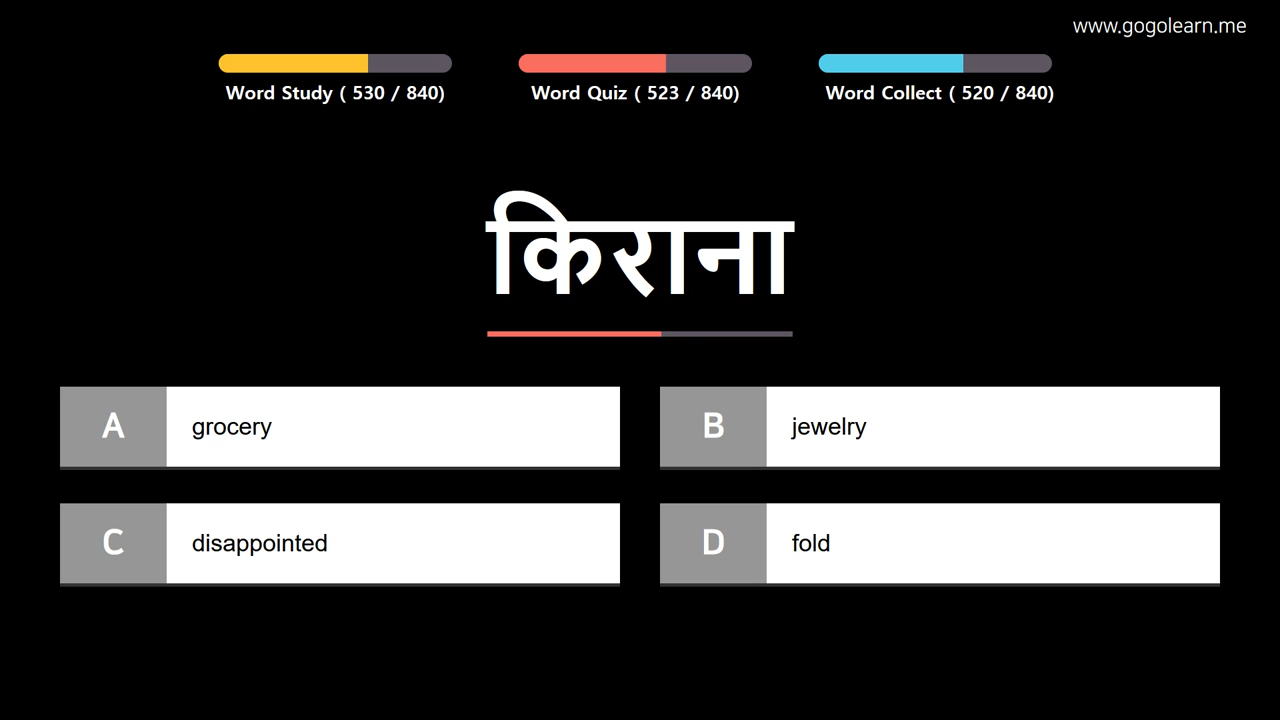 www.gogolearn.me
Word Study ( 530 / 840)
Word Quiz ( 523 / 840)
Word Collect ( 520 / 840)
किराना
A grocery
B jewelry
C disappointed
D fold